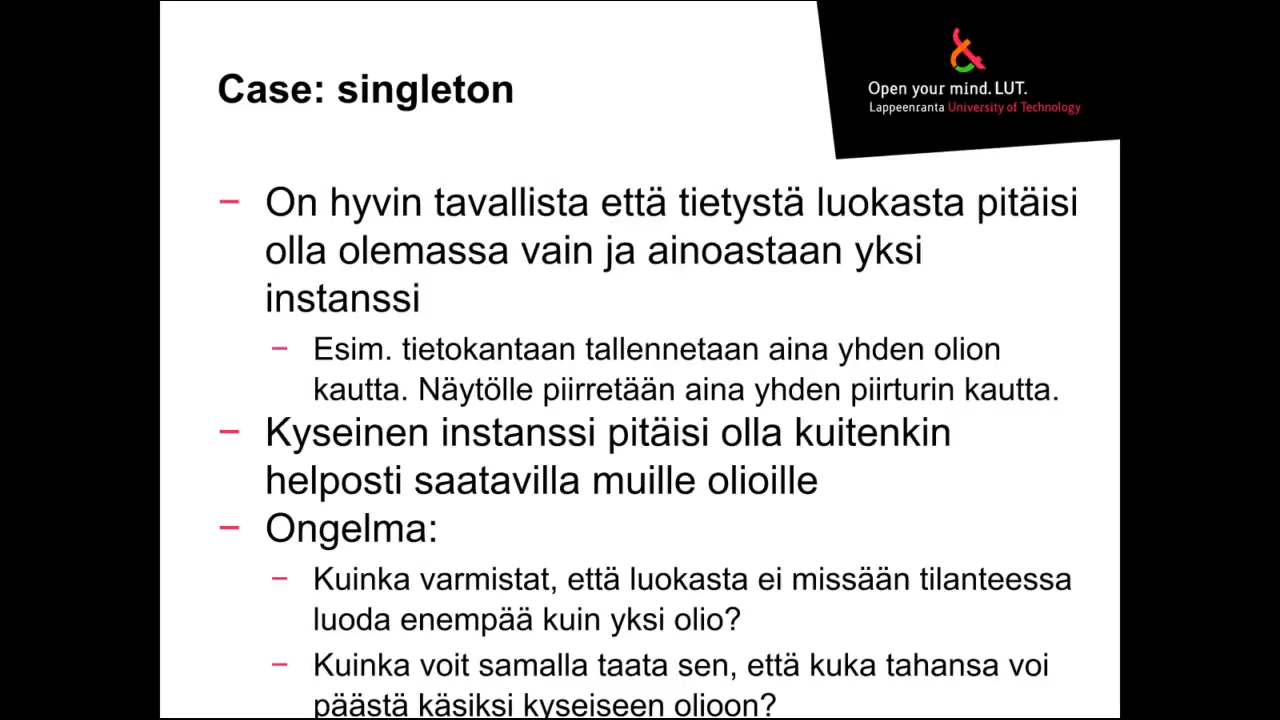 Case: singleton
Open your mind. LUT.
Lappeenranta University of Technology
– On hyvin tavallista että tietystä luokasta pitäisi
olla olemassa vain ja ainoastaan yksi
instanssi
– Esim. tietokantaan tallennetaan aina yhden olion
kautta. Näytölle piirretään aina yhden piirturin kautta.
– Kyseinen instanssi pitäisi olla kuitenkin
helposti saatavilla muille olioille
– Ongelma:
– Kuinka varmistat, että luokasta ei missään tilanteessa
luoda enempää kuin yksi olio?
– Kuinka voit samalla taata sen, että kuka tahansa voi
päästä käsiksi kyseiseen olioon?